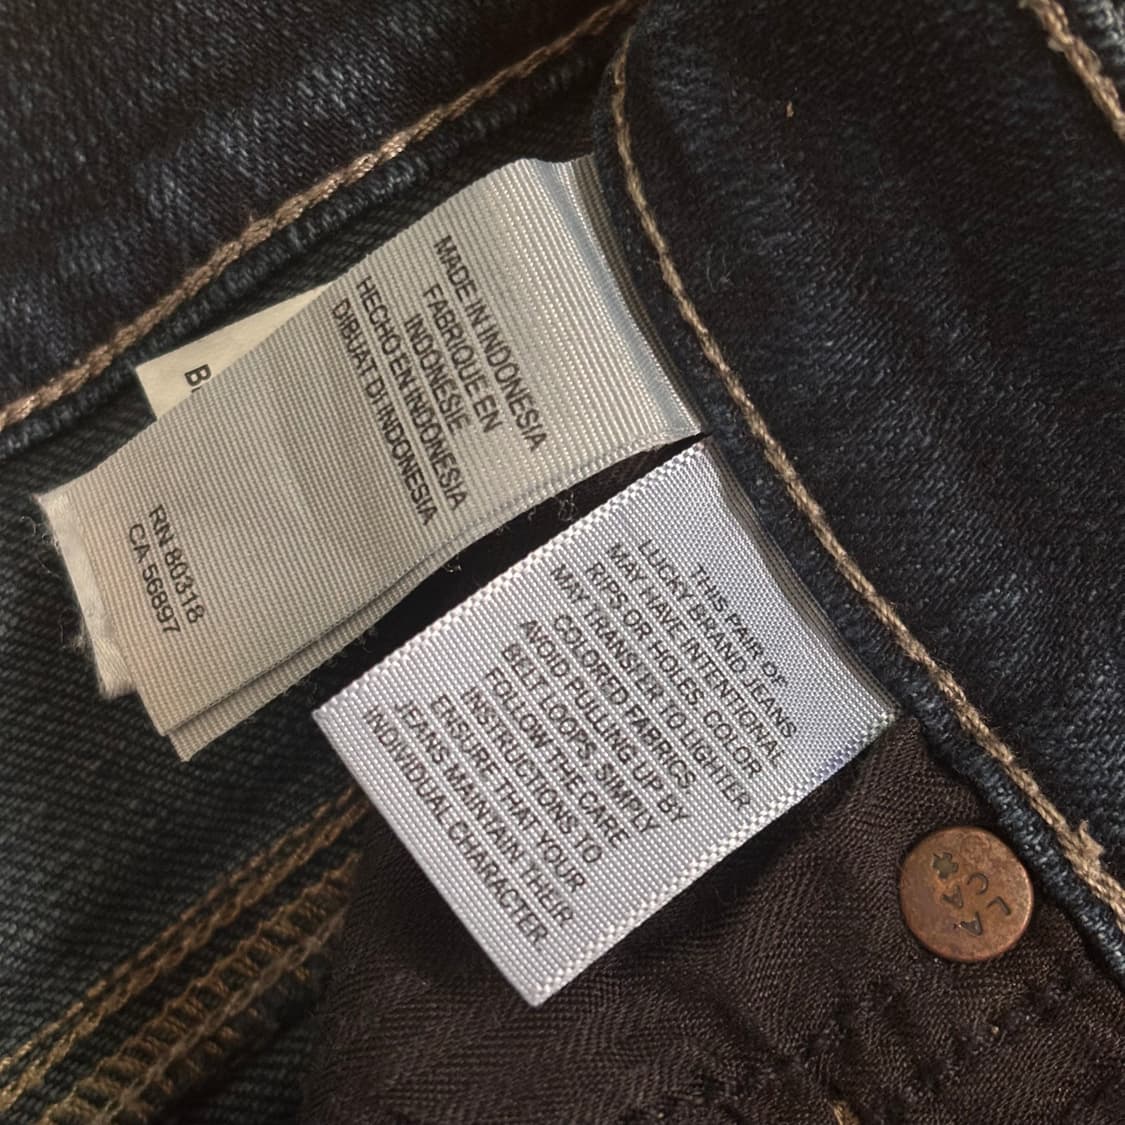 MADE IN INDONESIA
FABRIQUE EN
INDONESIE
HECHO EN INDONESIA
DIBUAT DI INDONESIA
RN 80318
CA 56897
THIS PAIR OF
LUCKY BRAND JEANS
MAY HAVE INTENTIONAL
RIPS OR HOLES, COLOR
MAY TRANSFER TO LIGHTER
COLORED FABRICS.
AVOID PULLING UP BY
BELT LOOPS, SIMPLY
FOLLOW THE CARE
INSTRUCTIONS TO
ENSURE THAT YOUR
JEANS MAINTAIN THEIR
INDIVIDUAL CHARACTER